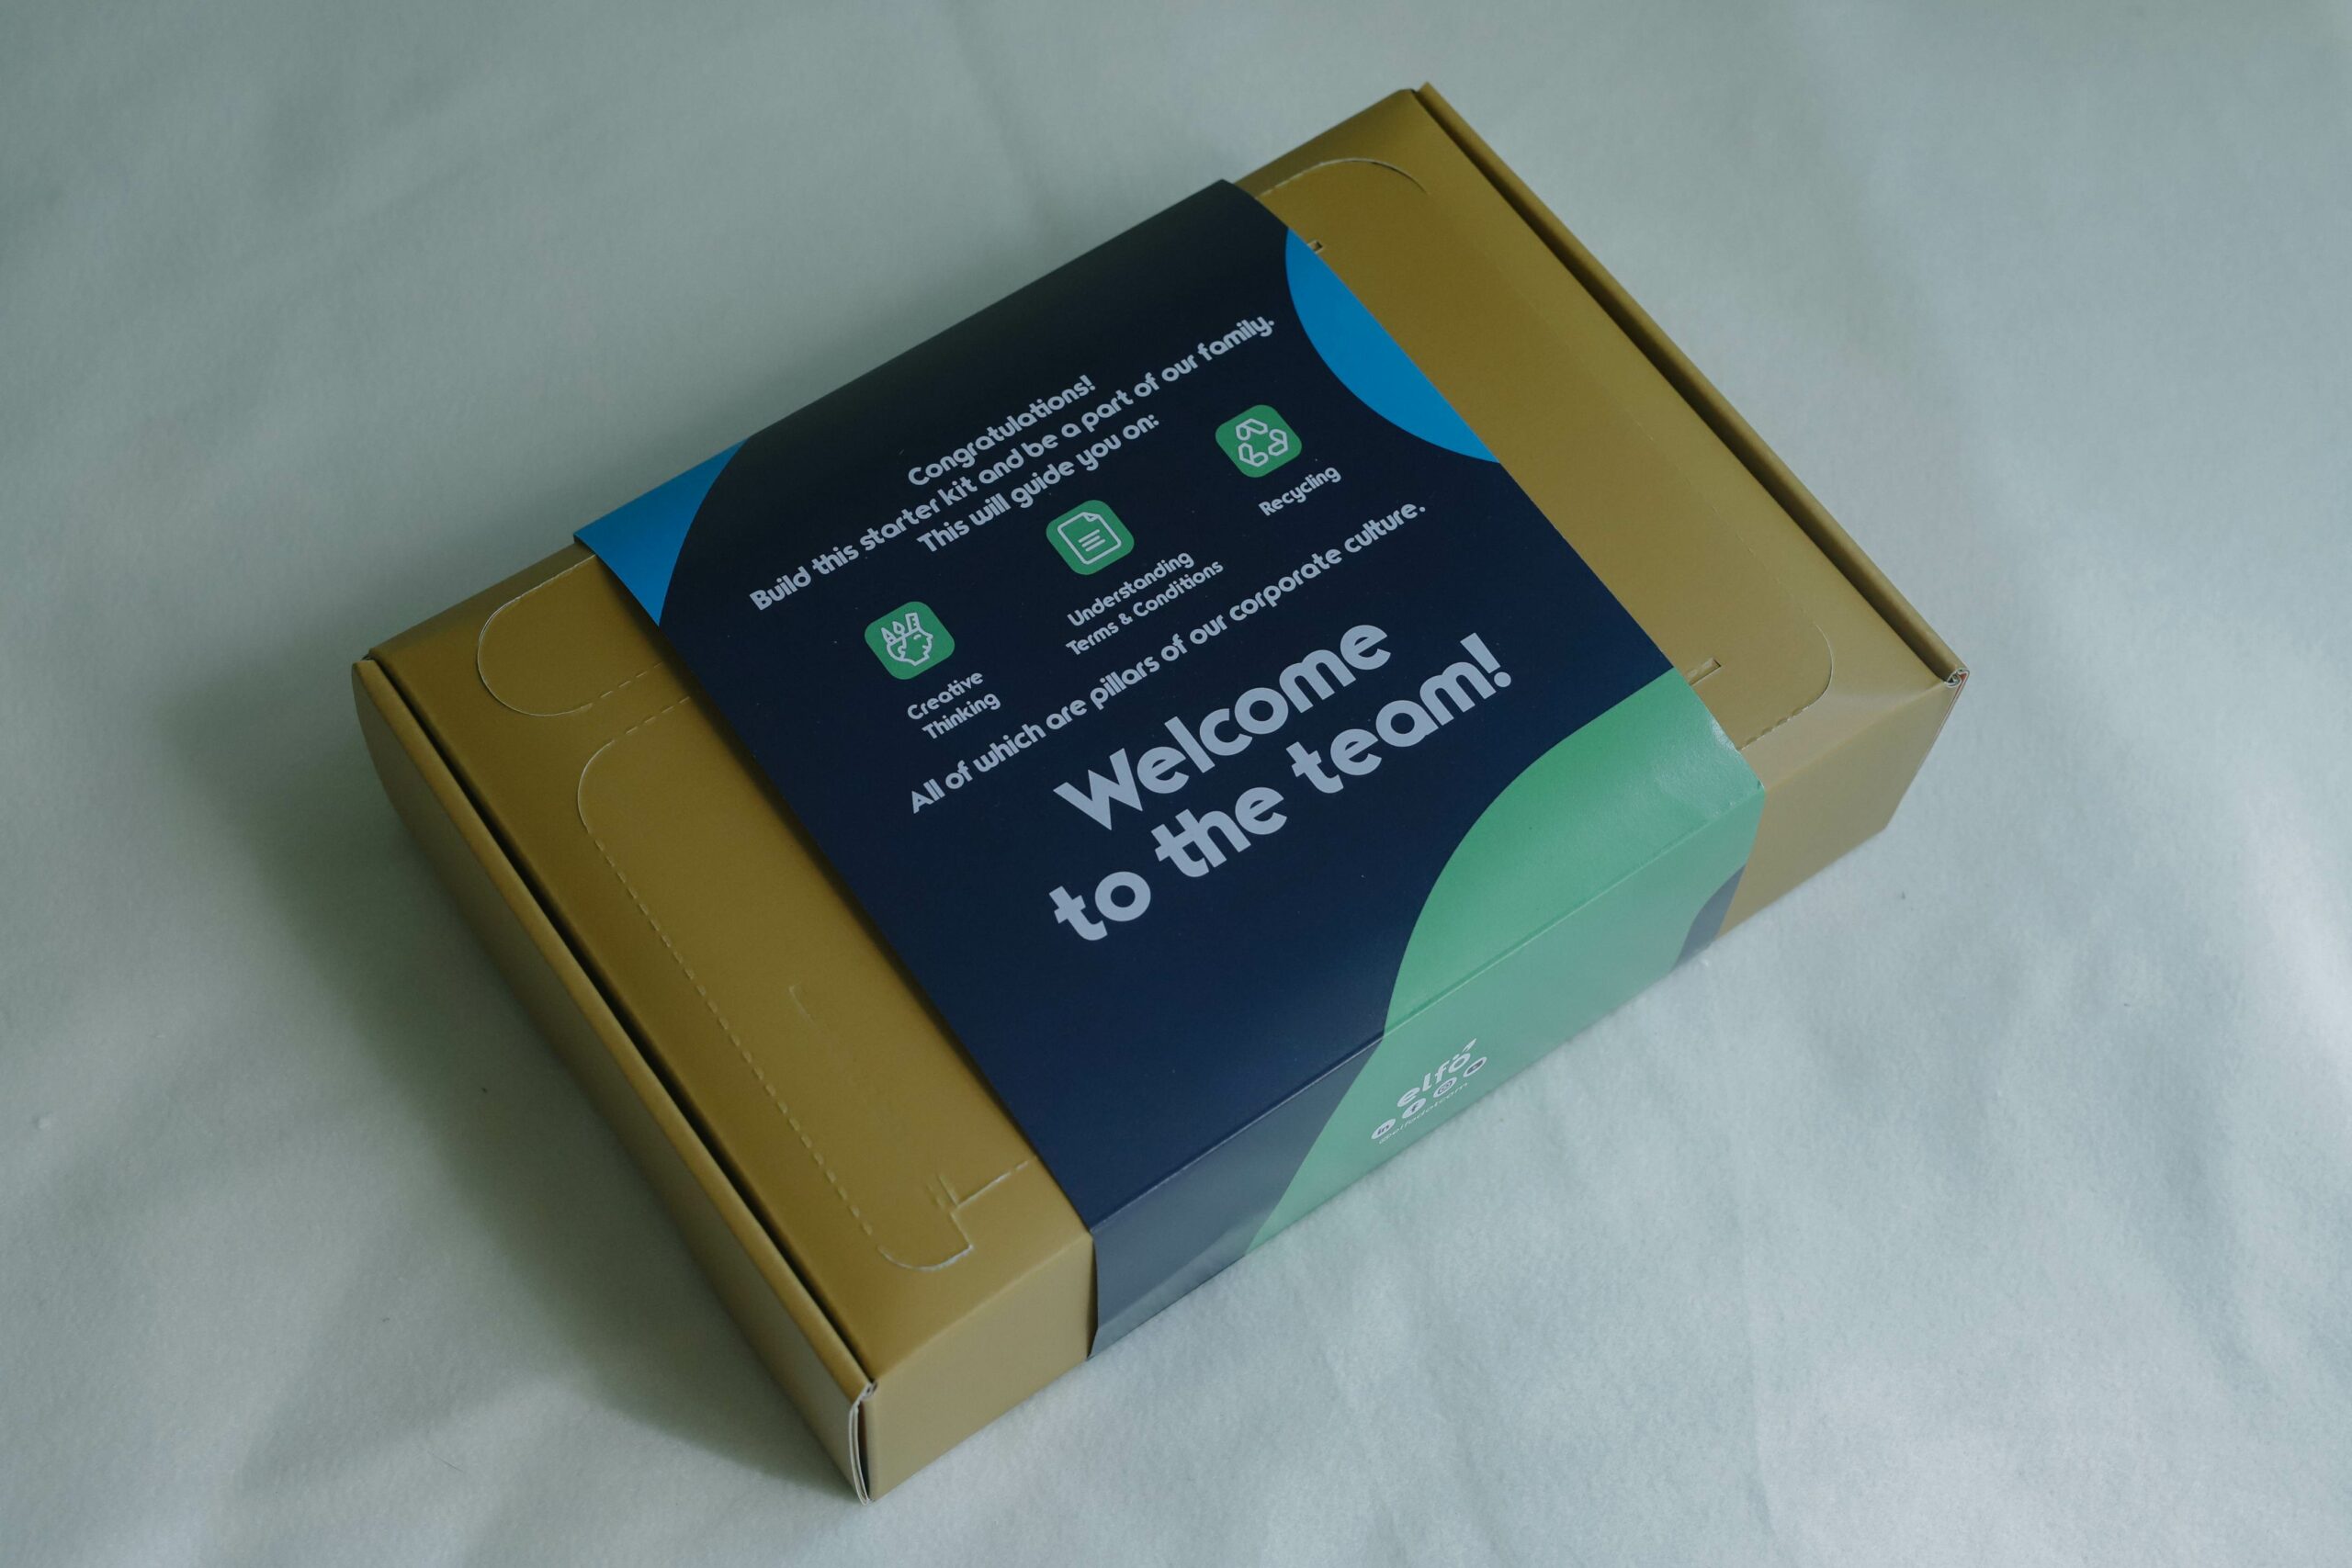 Congratulations!
Build this starter kit and be a part of our family.
This will guide you on:
Creative
Thinking
Understanding
Terms & Conditions
Recycling
All of which are pillars of our corporate culture.
Welcome
to the team!
elfo
in f